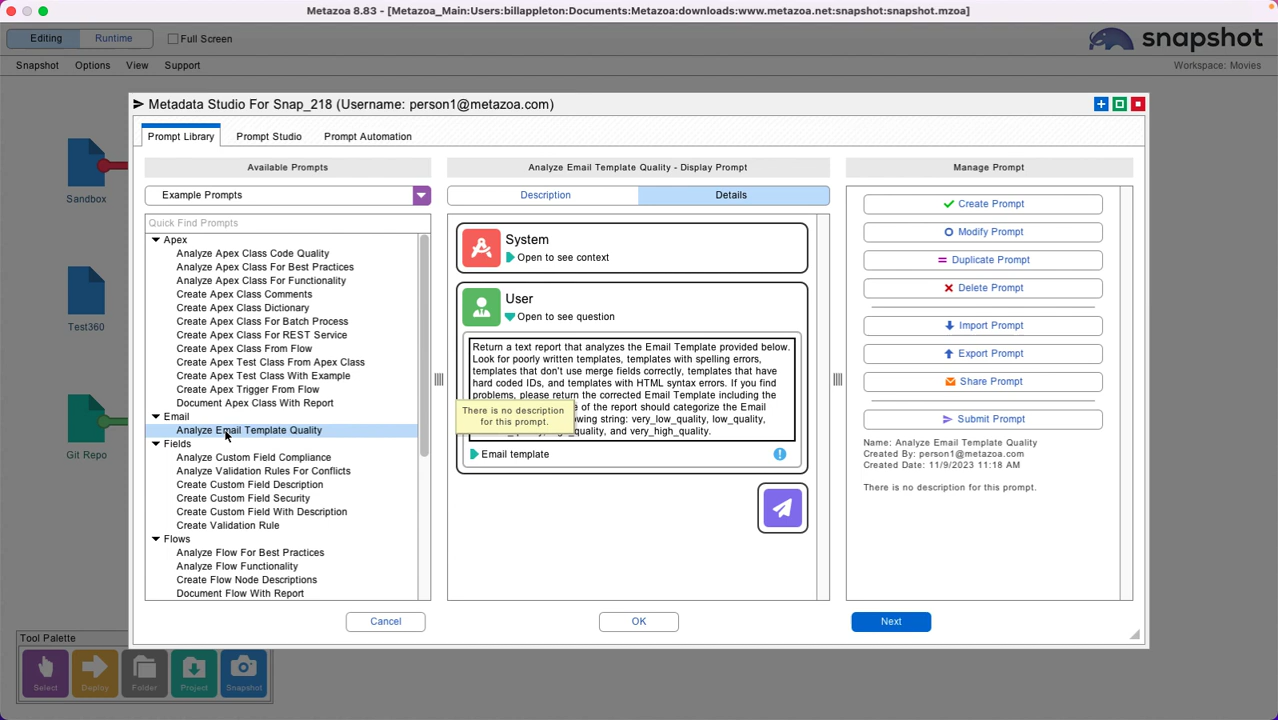 Metazoa 8.83 - [Metazoa_Main:Users:billappleton:Documents:Metazoa:downloads:www.metazoa.net:snapshot:snapshot.mzoa]
Editing
Runtime
Full Screen
snapshot
Snapshot
Options
View
Support
Workspace: Movies
Metadata Studio For Snap_218 (Username: person1@metazoa.com)
Prompt Library
Prompt Studio
Prompt Automation
Sandbox
Test360
Git Repo
Available Prompts
Example Prompts
Quick Find Prompts
Apex
Analyze Apex Class Code Quality
Analyze Apex Class For Best Practices
Analyze Apex Class For Functionality
Create Apex Class Comments
Create Apex Class Dictionary
Create Apex Class For Batch Process
Create Apex Class For REST Service
Create Apex Class From Flow
Create Apex Test Class From Apex Class
Create Apex Test Class With Example
Create Apex Trigger From Flow
Document Apex Class With Report
Email
Analyze Email Template Quality
Fields
Analyze Custom Field Compliance
Analyze Validation Rules For Conflicts
Create Custom Field Description
Create Custom Field Security
Create Custom Field With Description
Create Validation Rule
Flows
Analyze Flow For Best Practices
Analyze Flow Functionality
Create Flow Node Descriptions
Document Flow With Report
Analyze Email Template Quality - Display Prompt
Description
Details
System
Open to see context
User
Open to see question
Return a text report that analyzes the Email Template provided below.
Look for poorly written templates, templates with spelling errors,
templates that don't use merge fields correctly, templates that have
hard coded IDs, and templates with HTML syntax errors. If you find
problems, please return the corrected Email Template including the
e of the report should categorize the Email
owing string: very_low_quality, low_quality,
quality, and very_high_quality.
There is no description
for this prompt.
Email template
Manage Prompt
Create Prompt
Modify Prompt
Duplicate Prompt
Delete Prompt
Import Prompt
Export Prompt
Share Prompt
Submit Prompt
Name: Analyze Email Template Quality
Created By: person1@metazoa.com
Created Date: 11/9/2023 11:18 AM
There is no description for this prompt.
Cancel
OK
Next
Tool Palette
Select
Deploy
Folder
Project
Snapshot